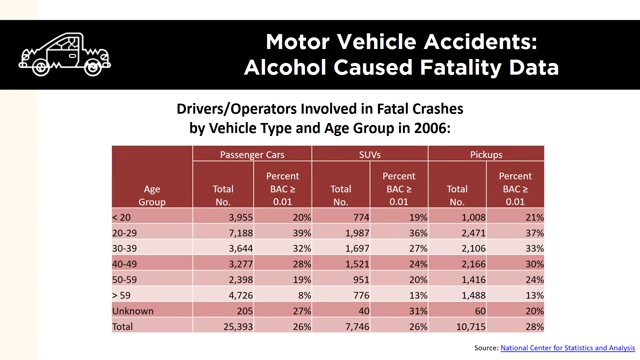 Motor Vehicle Accidents:
Alcohol Caused Fatality Data
Drivers/Operators Involved in Fatal Crashes
by Vehicle Type and Age Group in 2006:
Passenger Cars SUVs Pickups
Age Group Total No. Percent BAC ≥ 0.01 Total No. Percent BAC ≥ 0.01 Total No. Percent BAC ≥ 0.01
< 20 3,955 20% 774 19% 1,008 21%
20-29 7,188 39% 1,987 36% 2,471 37%
30-39 3,644 32% 1,697 27% 2,106 33%
40-49 3,277 28% 1,521 24% 2,166 30%
50-59 2,398 19% 951 20% 1,416 24%
> 59 4,726 8% 776 13% 1,488 13%
Unknown 205 27% 40 31% 60 20%
Total 25,393 26% 7,746 26% 10,715 28%
Source: National Center for Statistics and Analysis